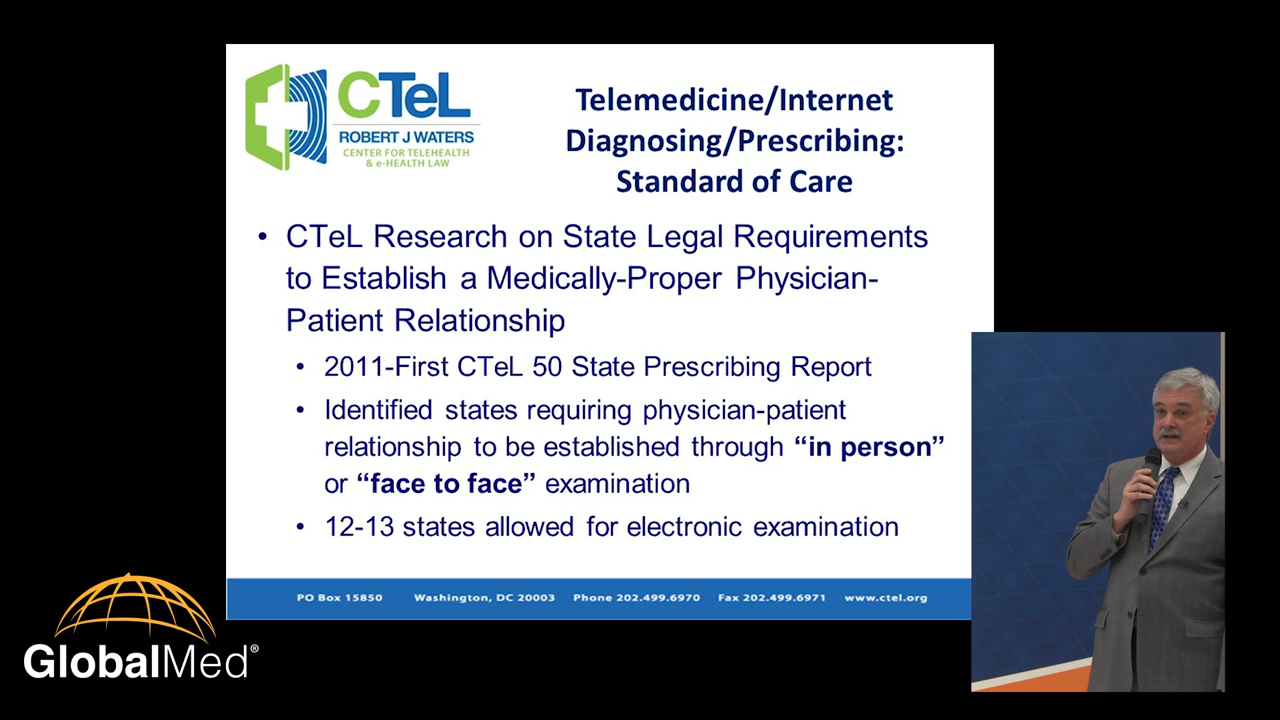 CTeL
ROBERT J WATERS
CENTER FOR TELEHEALTH
& e-HEALTH LAW
Telemedicine/Internet
Diagnosing/Prescribing:
Standard of Care
• CTeL Research on State Legal Requirements
to Establish a Medically-Proper Physician-
Patient Relationship
• 2011-First CTeL 50 State Prescribing Report
• Identified states requiring physician-patient
relationship to be established through “in person”
or “face to face” examination
• 12-13 states allowed for electronic examination
PO Box 15850 Washington, DC 20003 Phone 202.499.6970 Fax 202.499.6971 www.ctel.org
GlobalMed®